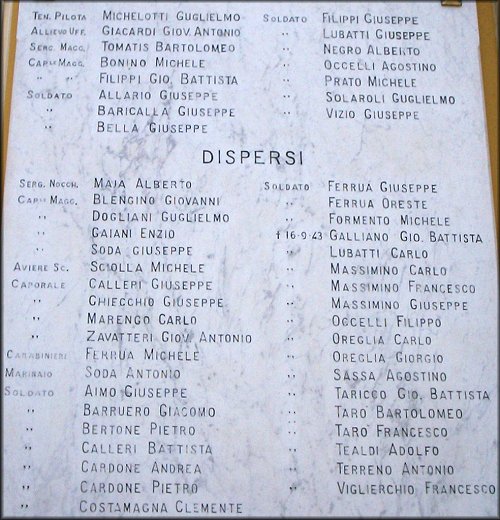 Ten. Pilota Michelotti Guglielmo
Allievo Uff. Giacardi Giov. Antonio
Serg. Magg. Tomatis Bartolomeo
Cap. le Magg. Bonino Michele
" " Filippi Gio. Battista
Soldato Allario Giuseppe
" Baricalla Giuseppe
" Bella Giuseppe
Soldato Filippi Giuseppe
" Lubatti Giuseppe
" Negro Alberto
" Occelli Agostino
" Prato Michele
" Solaroli Guglielmo
" Vizio Giuseppe
DISPERSI
Serg. Nocch. Maia Alberto
Cap. le Magg. Blengino Giovanni
" Dogliani Guglielmo
" Gaiani Enzio
" Soda Giuseppe
Aviere Sc. Sciolla Michele
Caporale Calleri Giuseppe
" Ghiecchio Giuseppe
" Marengo Carlo
" Zavatteri Giov. Antonio
Carabiniere Ferrua Michele
Marinaio Soda Antonio
Soldato Aimo Giuseppe
" Barruero Giacomo
" Bertone Pietro
" Calleri Battista
" Cardone Andrea
" Cardone Pietro
" Costamagna Clemente
Soldato Ferrua Giuseppe
" Ferrua Oreste
" Formento Michele
† 16-9-43 Galliano Gio. Battista
" Lubatti Carlo
" Massimino Carlo
" Massimino Francesco
" Massimino Giuseppe
" Occelli Filippo
" Oreglia Carlo
" Oreglia Giorgio
" Sassa Agostino
" Taricco Gio. Battista
" Taro Bartolomeo
" Taro Francesco
" Tealdi Adolfo
" Terreno Antonio
" Viglierchio Francesco